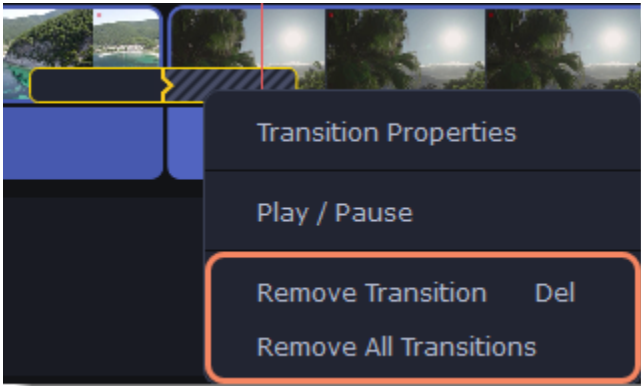 Transition Properties
Play / Pause
Remove Transition Del
Remove All Transitions